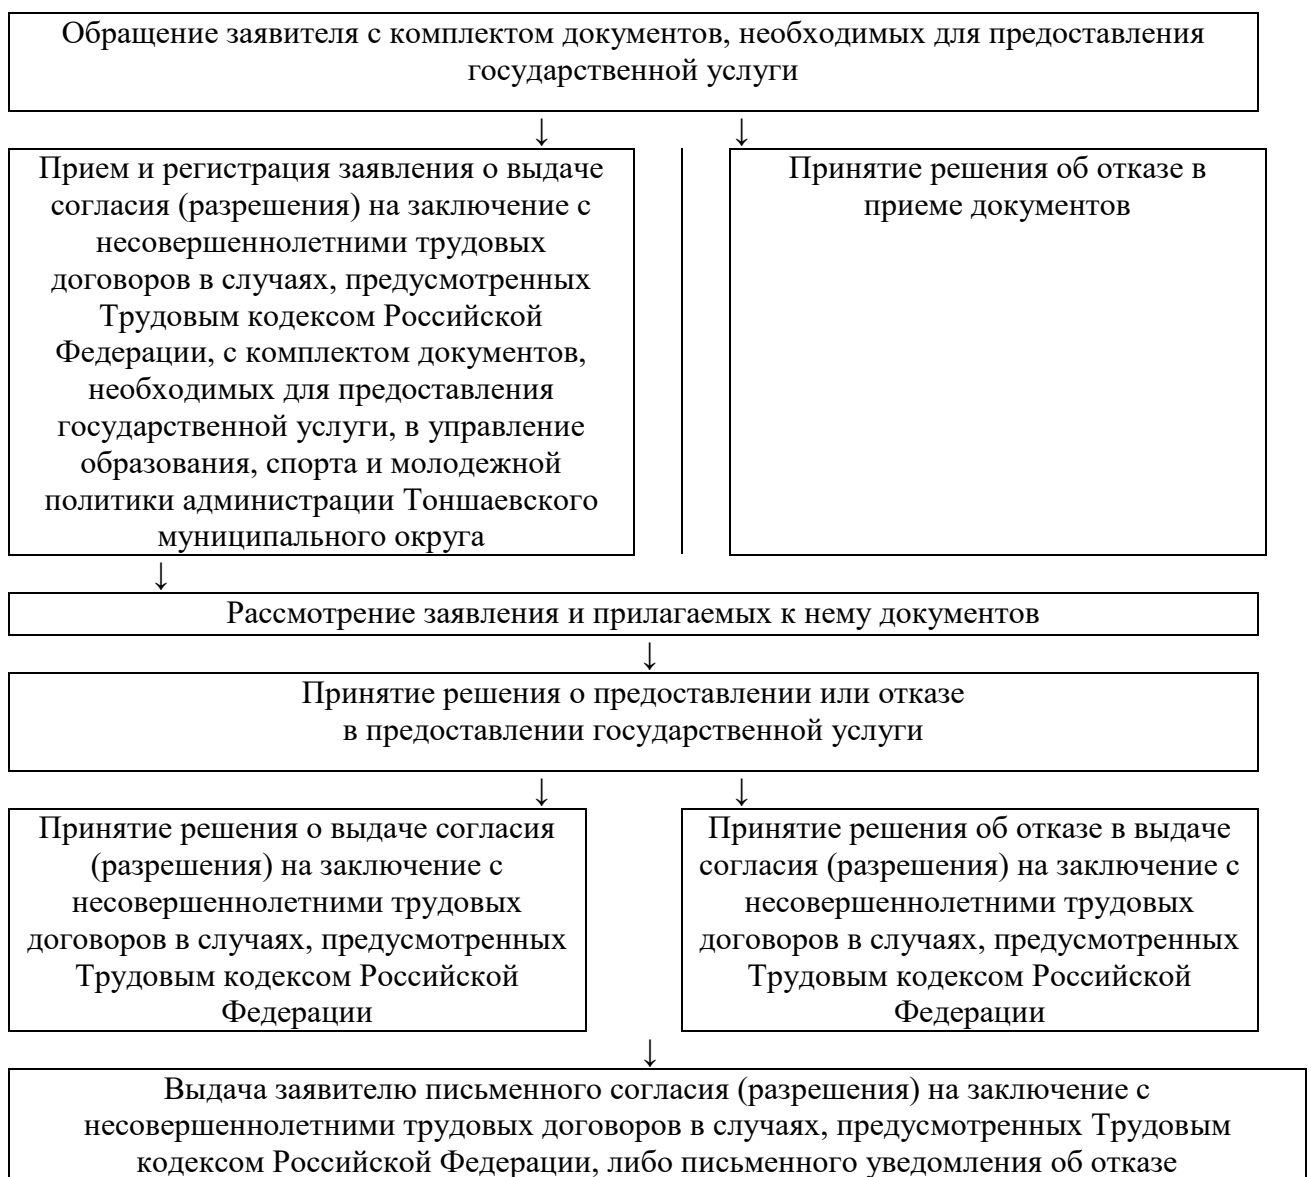 Обращение заявителя с комплектом документов, необходимых для предоставления
государственной услуги
↓ ↓
Прием и регистрация заявления о выдаче
согласия (разрешения) на заключение с
несовершеннолетними трудовых
договоров в случаях, предусмотренных
Трудовым кодексом Российской
Федерации, с комплектом документов,
необходимых для предоставления
государственной услуги, в управление
образования, спорта и молодежной
политики администрации Тоншаевского
муниципального округа
Принятие решения об отказе в
приеме документов
↓
Рассмотрение заявления и прилагаемых к нему документов
↓
Принятие решения о предоставлении или отказе
в предоставлении государственной услуги
↓ ↓
Принятие решения о выдаче согласия
(разрешения) на заключение с
несовершеннолетними трудовых
договоров в случаях, предусмотренных
Трудовым кодексом Российской
Федерации
Принятие решения об отказе в выдаче
согласия (разрешения) на заключение с
несовершеннолетними трудовых
договоров в случаях, предусмотренных
Трудовым кодексом Российской
Федерации
↓
Выдача заявителю письменного согласия (разрешения) на заключение с
несовершеннолетними трудовых договоров в случаях, предусмотренных Трудовым
кодексом Российской Федерации, либо письменного уведомления об отказе